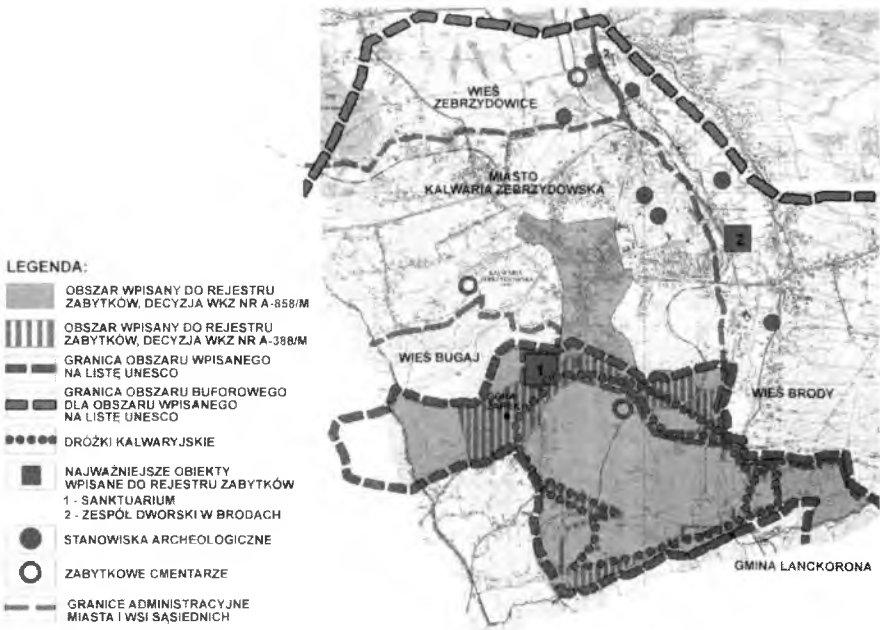 WIEŚ
ZEBRZYDOWICE
MIASTO
KALWARIA ZEBRZYDOWSKA
2
KALWARIA
ZEBRZYDOWSKA
WIEŚ BUGAJ
1
WIEŚ BRODY
GÓRA
GMINA LANCKORONA
LEGENDA:
OBSZAR WPISANY DO REJESTRU
ZABYTKÓW, DECYZJA WKZ NR A-858/M
OBSZAR WPISANY DO REJESTRU
ZABYTKÓW, DECYZJA WKZ NR A-388/M
GRANICA OBSZARU WPISANEGO
NA LISTĘ UNESCO
GRANICA OBSZARU BUFOROWEGO
DLA OBSZARU WPISANEGO
NA LISTĘ UNESCO
DRÓŻKI KALWARYJSKIE
NAJWAŻNIEJSZE OBIEKTY
WPISANE DO REJESTRU ZABYTKÓW
1 - SANKTUARIUM
2 - ZESPÓŁ DWORSKI W BRODACH
STANOWISKA ARCHEOLOGICZNE
ZABYTKOWE CMENTARZE
GRANICE ADMINISTRACYJNE
MIASTA I WSI SĄSIEDNICH